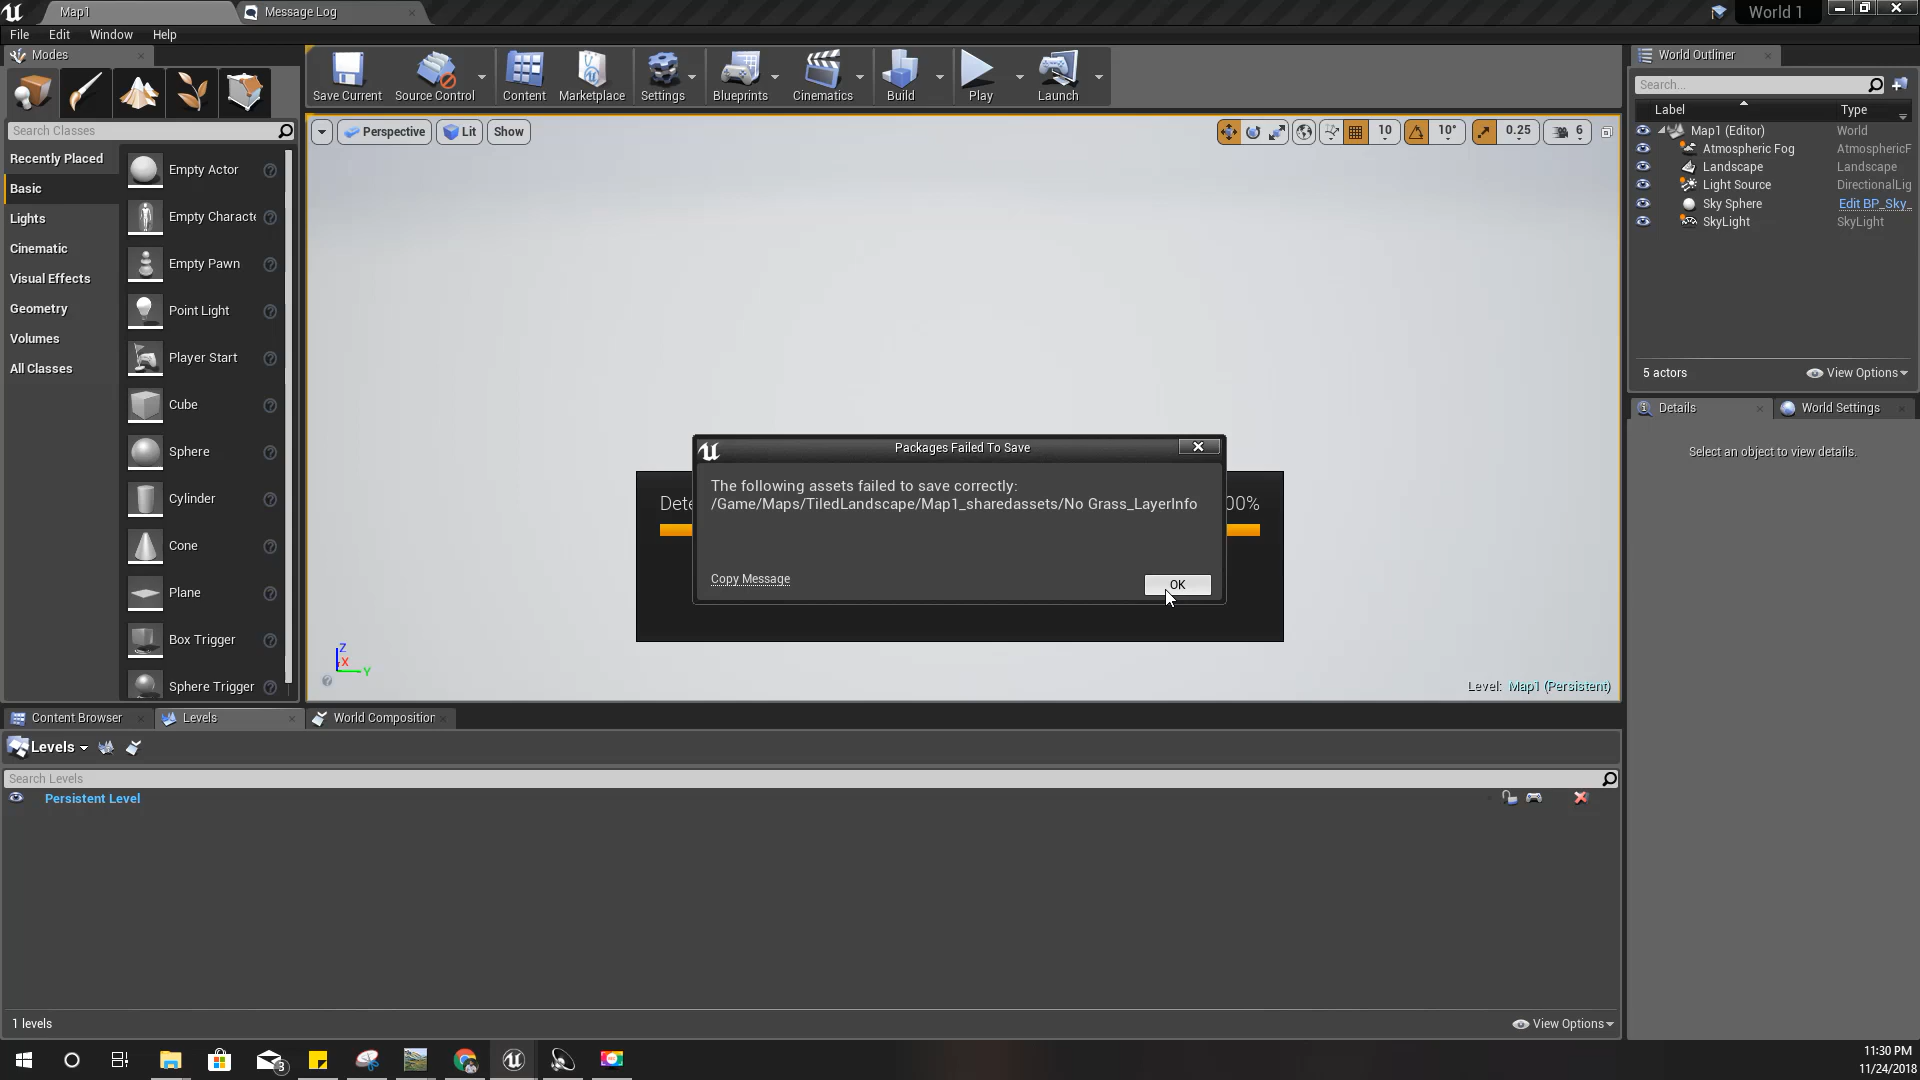 Map1
Message Log
World 1
File Edit Window Help
Modes
Save Current
Source Control
Content
Marketplace
Settings
Blueprints
Cinematics
Build
Play
Launch
Search Classes
Recently Placed
Basic
Lights
Cinematic
Visual Effects
Geometry
Volumes
All Classes
Empty Actor
Empty Characte
Empty Pawn
Point Light
Player Start
Cube
Sphere
Cylinder
Cone
Plane
Box Trigger
Sphere Trigger
Perspective
Lit
Show
10
10°
0.25
6
Packages Failed To Save
The following assets failed to save correctly:
/Game/Maps/TiledLandscape/Map1_sharedassets/No Grass_LayerInfo
Copy Message
OK
Dete
00%
Z
X
Y
Level: Map1 (Persistent)
World Outliner
Search...
Label Type
Map1 (Editor) World
Atmospheric Fog AtmosphericF
Landscape Landscape
Light Source DirectionalLig
Sky Sphere Edit BP_Sky_
SkyLight SkyLight
5 actors
View Options
Details
World Settings
Select an object to view details.
Content Browser
Levels
World Composition
Levels
Search Levels
Persistent Level
1 levels
View Options
3
11:30 PM
11/24/2018